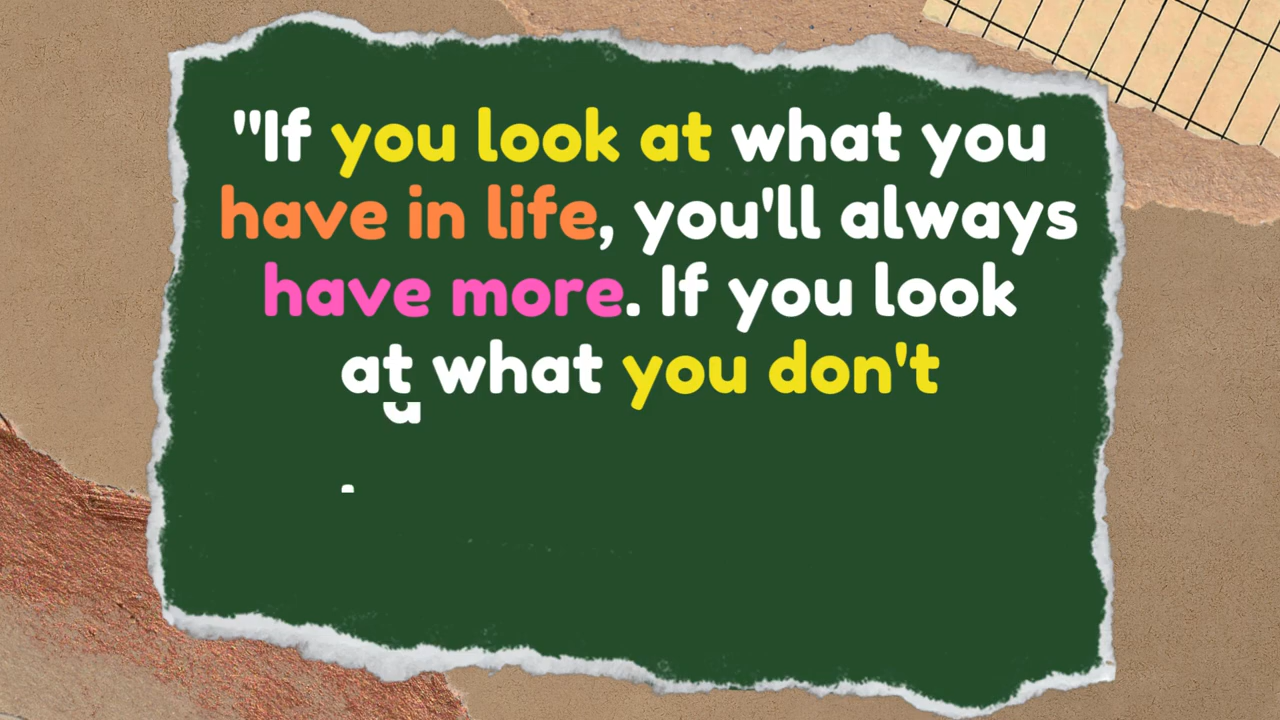 "If you look at what you
have in life, you'll always
have more. If you look
at what you don't